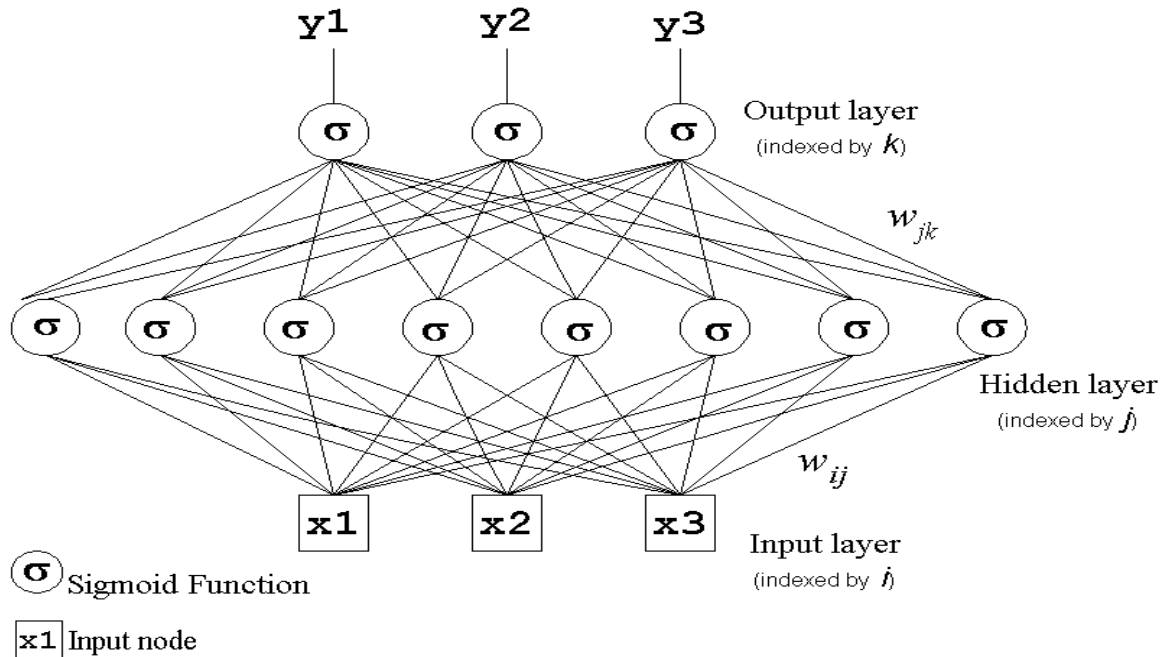 y1 y2 y3
σ σ σ
Output layer
(indexed by k)
w_jk
σ σ σ σ σ σ σ σ
Hidden layer
(indexed by j)
w_ij
x1 x2 x3
Input layer
(indexed by i)
σ Sigmoid Function
x1 Input node